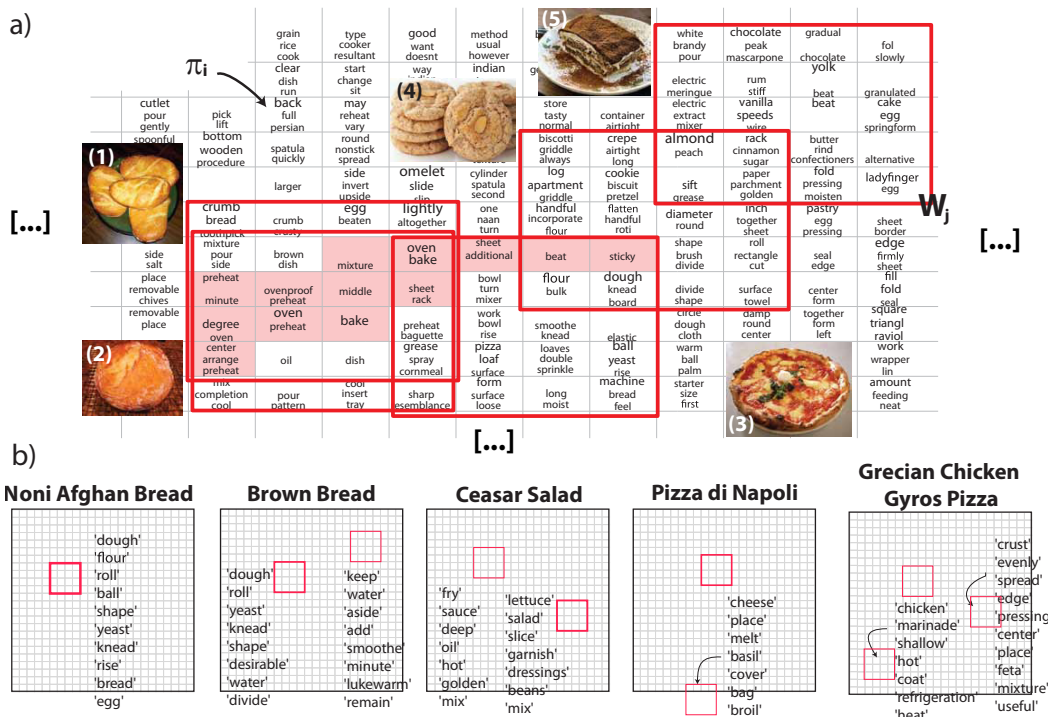 a)
grain
rice
cook
type
cooker
resultant
good
want
doesnt
method
usual
however
(5)
white
brandy
pour
chocolate
peak
mascarpone
gradual
chocolate
fol
slowly
πi
clear
dish
run
start
change
sit
way
indian
electric
meringue
rum
stiff
yolk
beat
granulated
cutlet
pour
gently
pick
lift
back
full
persian
may
reheat
vary
(4)
store
tasty
normal
container
airtight
electric
extract
mixer
vanilla
speeds
wire
beat
cake
egg
springform
spoonful
(1)
bottom
wooden
procedure
spatula
quickly
round
nonstick
spread
biscotti
griddle
always
crepe
airtight
long
almond
peach
rack
cinnamon
sugar
butter
rind
confectioners
alternative
larger
side
invert
upside
omelet
slide
slip
cylinder
spatula
second
log
apartment
griddle
cookie
biscuit
pretzel
sift
grease
paper
parchment
golden
fold
pressing
moisten
ladyfinger
egg
Wj
[...]
crumb
bread
toothpick
crumb
crusty
egg
beaten
lightly
altogether
one
naan
turn
handful
incorporate
flour
flatten
handful
roti
diameter
round
inch
together
sheet
pastry
egg
pressing
sheet
border
[...]
side
salt
mixture
pour
side
brown
dish
mixture
oven
bake
sheet
additional
beat
sticky
shape
brush
divide
roll
rectangle
cut
seal
edge
edge
firmly
sheet
place
removable
chives
preheat
minute
ovenproof
preheat
middle
sheet
rack
bowl
turn
mixer
flour
bulk
dough
knead
board
divide
shape
surface
towel
center
form
fill
fold
seal
removable
place
degree
oven
oven
preheat
bake
preheat
baguette
work
bowl
rise
smoothe
knead
elastic
circle
dough
cloth
damp
round
center
together
form
left
square
triangl
raviol
(2)
center
arrange
preheat
oil
dish
grease
spray
cornmeal
pizza
loaf
surface
loaves
double
sprinkle
ball
yeast
rise
warm
ball
palm
work
wrapper
lin
mix
completion
cool
pour
pattern
cool
insert
tray
sharp
esemblance
form
surface
loose
long
moist
machine
bread
feel
starter
size
first
(3)
amount
feeding
neat
[...]
b)
Noni Afghan Bread
'dough'
'flour'
'roll'
'ball'
'shape'
'yeast'
'knead'
'rise'
'bread'
'egg'
Brown Bread
'dough'
'roll'
'yeast'
'knead'
'shape'
'desirable'
'water'
'divide'
'keep'
'water'
'aside'
'add'
'smoothe'
'minute'
'lukewarm'
'remain'
Ceasar Salad
'fry'
'sauce'
'deep'
'oil'
'hot'
'golden'
'mix'
'lettuce'
'salad'
'slice'
'garnish'
'dressings'
'beans'
'mix'
Pizza di Napoli
'cheese'
'place'
'melt'
'basil'
'cover'
'bag'
'broil'
Grecian Chicken
Gyros Pizza
'chicken'
'marinade'
'shallow'
'hot'
'coat'
'refrigeration'
'heat'
'crust'
'evenly'
'spread'
'edge'
'pressing'
'center'
'place'
'feta'
'mixture'
'useful'